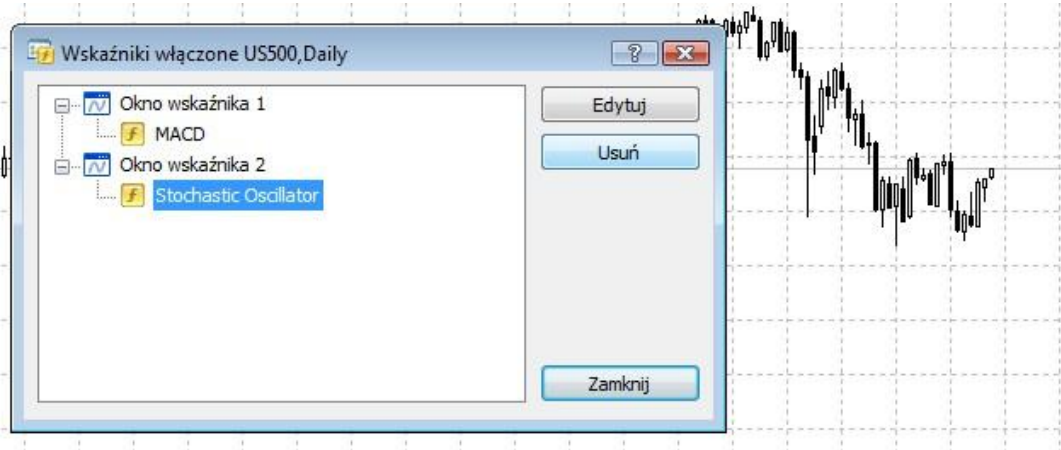 Wskaźniki włączone US500,Daily
Okno wskaźnika 1
MACD
Okno wskaźnika 2
Stochastic Oscillator
Edytuj
Usuń
Zamknij